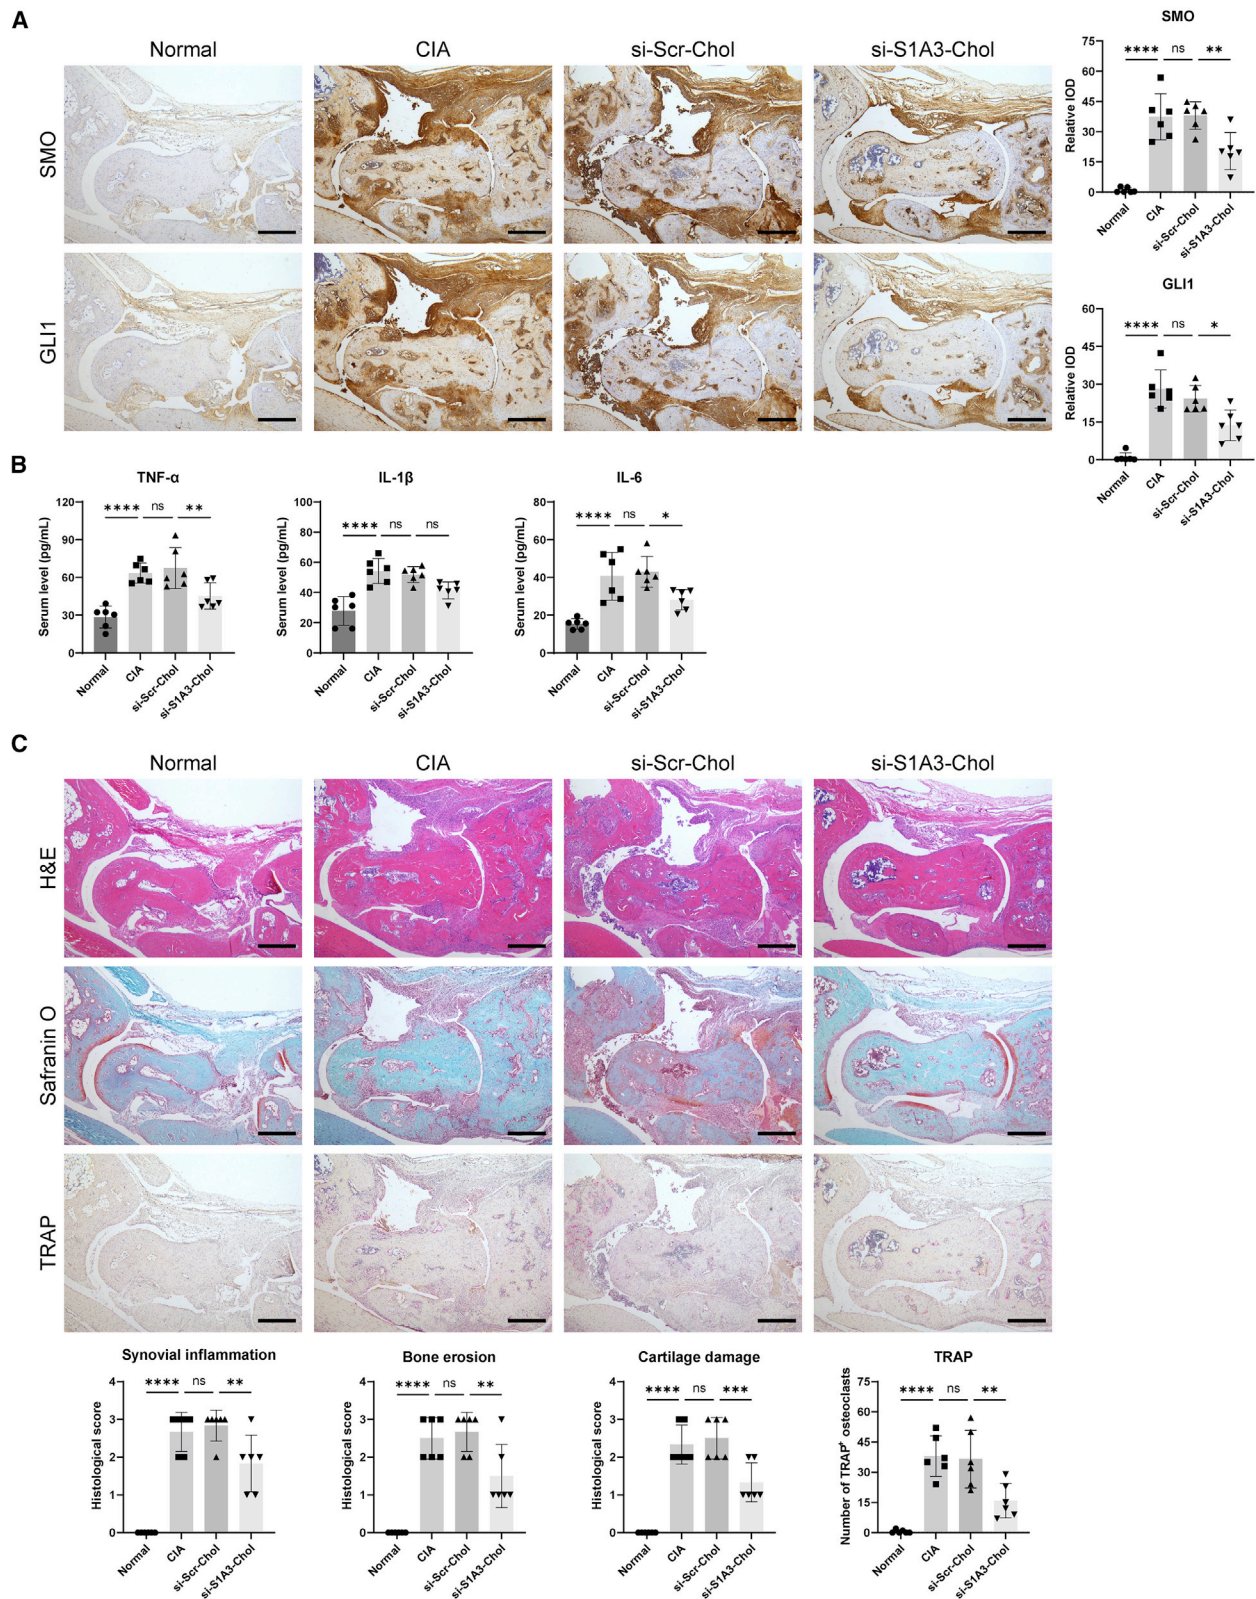 A
Normal
CIA
si-Scr-Chol
si-S1A3-Chol
SMO
GLI1
SMO
Relative IOD
75
60
45
30
15
0
**** ns **
Normal
CIA
si-Scr-Chol
si-S1A3-Chol
GLI1
Relative IOD
60
45
30
15
0
**** ns *
Normal
CIA
si-Scr-Chol
si-S1A3-Chol
B
TNF-α
Serum level (pg/mL)
120
90
60
30
0
**** ns **
Normal
CIA
si-Scr-Chol
si-S1A3-Chol
IL-1β
Serum level (pg/mL)
100
80
60
40
20
0
**** ns ns
Normal
CIA
si-Scr-Chol
si-S1A3-Chol
IL-6
Serum level (pg/mL)
80
60
40
20
0
**** ns *
Normal
CIA
si-Scr-Chol
si-S1A3-Chol
C
Normal
CIA
si-Scr-Chol
si-S1A3-Chol
H&E
Safranin O
TRAP
Synovial inflammation
Histological score
4
3
2
1
0
**** ns **
Normal
CIA
si-Scr-Chol
si-S1A3-Chol
Bone erosion
Histological score
4
3
2
1
0
**** ns **
Normal
CIA
si-Scr-Chol
si-S1A3-Chol
Cartilage damage
Histological score
4
3
2
1
0
**** ns ***
Normal
CIA
si-Scr-Chol
si-S1A3-Chol
TRAP
Number of TRAP⁺ osteoclasts
75
60
45
30
15
0
**** ns **
Normal
CIA
si-Scr-Chol
si-S1A3-Chol